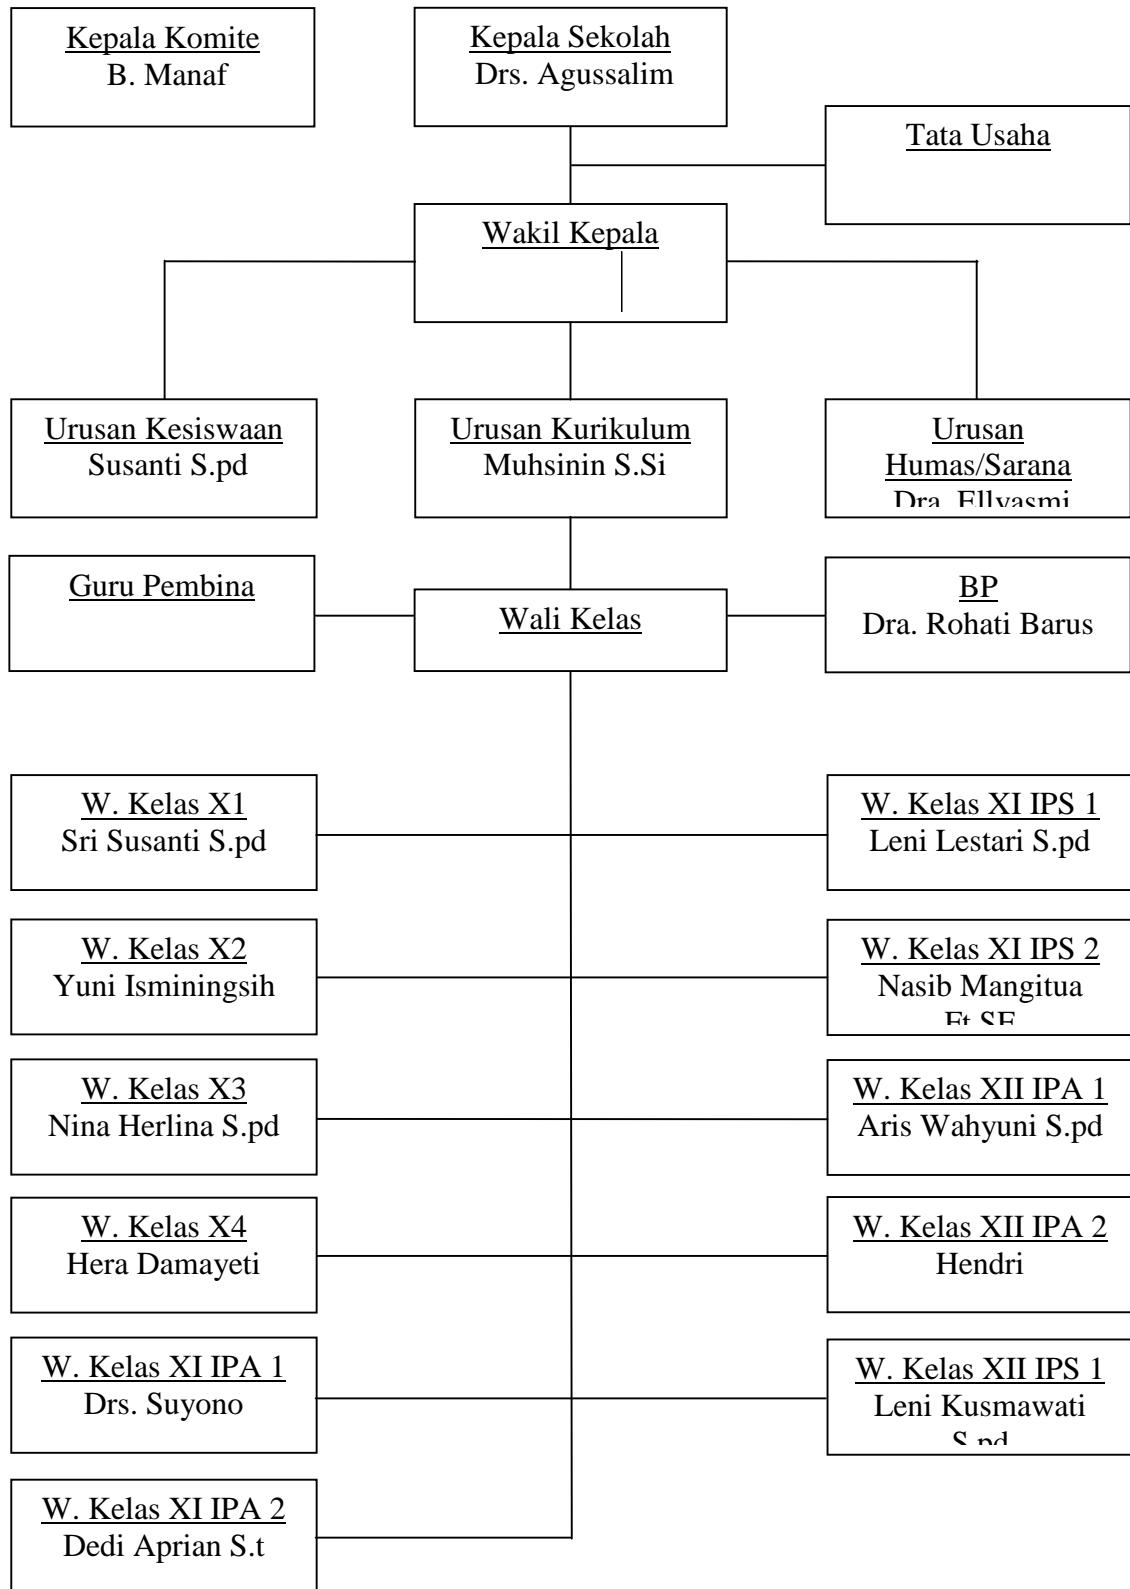 Kepala Komite
B. Manaf
Kepala Sekolah
Drs. Agussalim
Tata Usaha
Wakil Kepala
Urusan Kesiswaan
Susanti S.pd
Urusan Kurikulum
Muhsinin S.Si
Urusan
Humas/Sarana
Dra. Ellyasmi
Guru Pembina
Wali Kelas
BP
Dra. Rohati Barus
W. Kelas X1
Sri Susanti S.pd
W. Kelas XI IPS 1
Leni Lestari S.pd
W. Kelas X2
Yuni Isminingsih
W. Kelas XI IPS 2
Nasib Mangitua
W. Kelas X3
Nina Herlina S.pd
W. Kelas XII IPA 1
Aris Wahyuni S.pd
W. Kelas X4
Hera Damayeti
W. Kelas XII IPA 2
Hendri
W. Kelas XI IPA 1
Drs. Suyono
W. Kelas XII IPS 1
Leni Kusmawati
S.pd
W. Kelas XI IPA 2
Dedi Aprian S.t